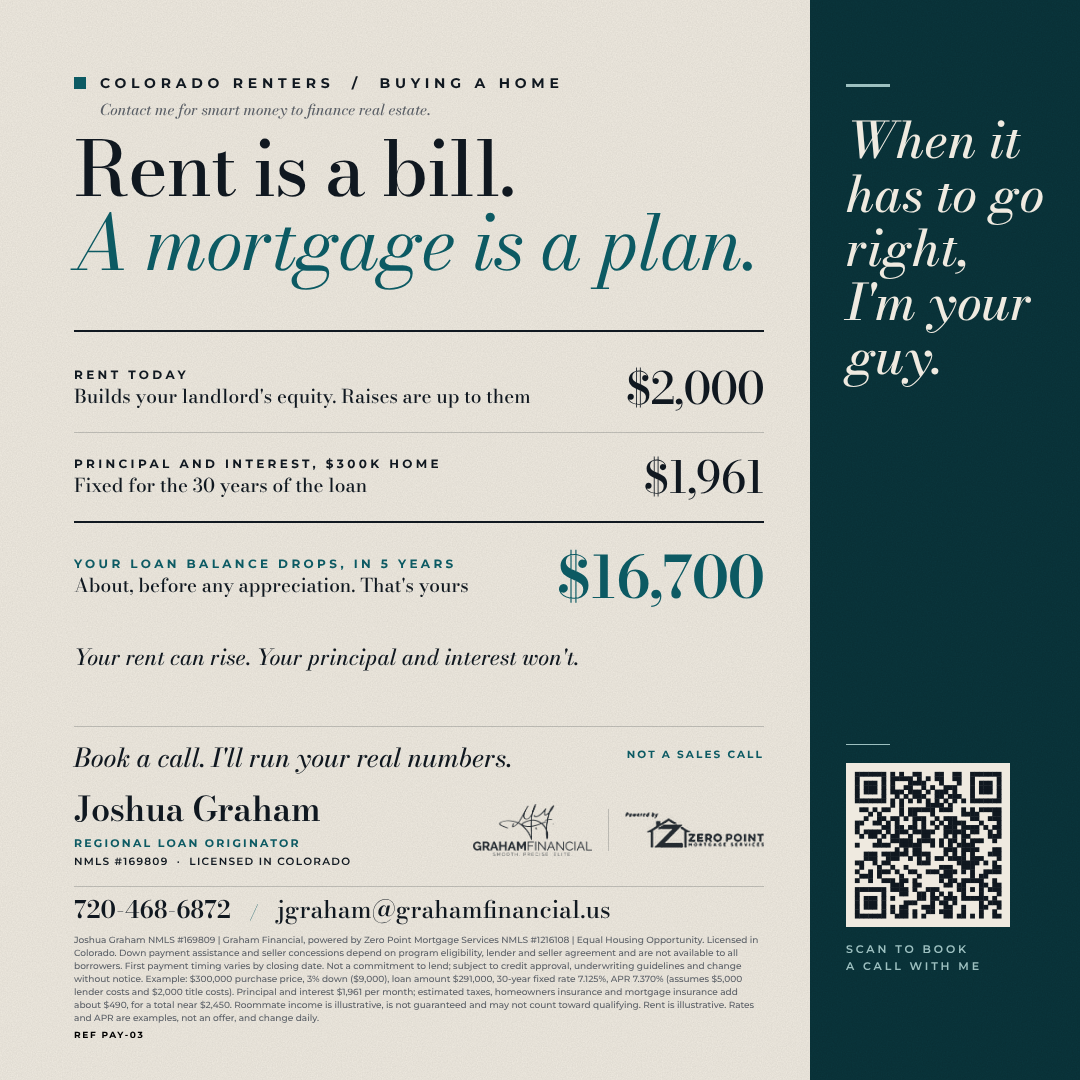 COLORADO RENTERS / BUYING A HOME
Contact me for smart money to finance real estate.
Rent is a bill.
A mortgage is a plan.
RENT TODAY
Builds your landlord's equity. Raises are up to them
$2,000
PRINCIPAL AND INTEREST, $300K HOME
Fixed for the 30 years of the loan
$1,961
YOUR LOAN BALANCE DROPS, IN 5 YEARS
About, before any appreciation. That's yours
$16,700
Your rent can rise. Your principal and interest won't.
Book a call. I'll run your real numbers.
NOT A SALES CALL
Joshua Graham
REGIONAL LOAN ORIGINATOR
NMLS #169809 · LICENSED IN COLORADO
GRAHAMFINANCIAL
SMOOTH. PRECISE. ELITE.
Powered by
ZERO POINT
MORTGAGE SERVICES
720-468-6872 / jgraham@grahamfinancial.us
Joshua Graham NMLS #169809 | Graham Financial, powered by Zero Point Mortgage Services NMLS #1216108 | Equal Housing Opportunity. Licensed in
Colorado. Down payment assistance and seller concessions depend on program eligibility, lender and seller agreement and are not available to all
borrowers. First payment timing varies by closing date. Not a commitment to lend; subject to credit approval, underwriting guidelines and change
without notice. Example: $300,000 purchase price, 3% down ($9,000), loan amount $291,000, 30-year fixed rate 7.125%, APR 7.370% (assumes $5,000
lender costs and $2,000 title costs). Principal and interest $1,961 per month; estimated taxes, homeowners insurance and mortgage insurance add
about $490, for a total near $2,450. Roommate income is illustrative, is not guaranteed and may not count toward qualifying. Rent is illustrative. Rates
and APR are examples, not an offer, and change daily.
REF PAY-03
When it
has to go
right,
I'm your
guy.
SCAN TO BOOK
A CALL WITH ME